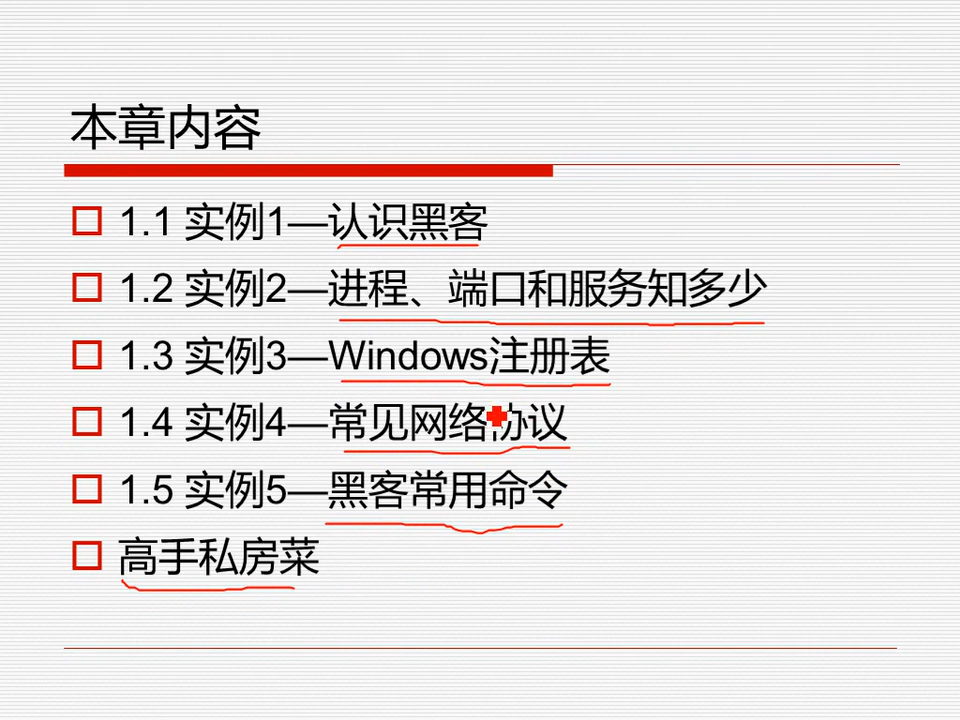 本章内容
1.1 实例1—认识黑客
1.2 实例2—进程、端口和服务知多少
1.3 实例3—Windows注册表
1.4 实例4—常见网络协议
1.5 实例5—黑客常用命令
高手私房菜